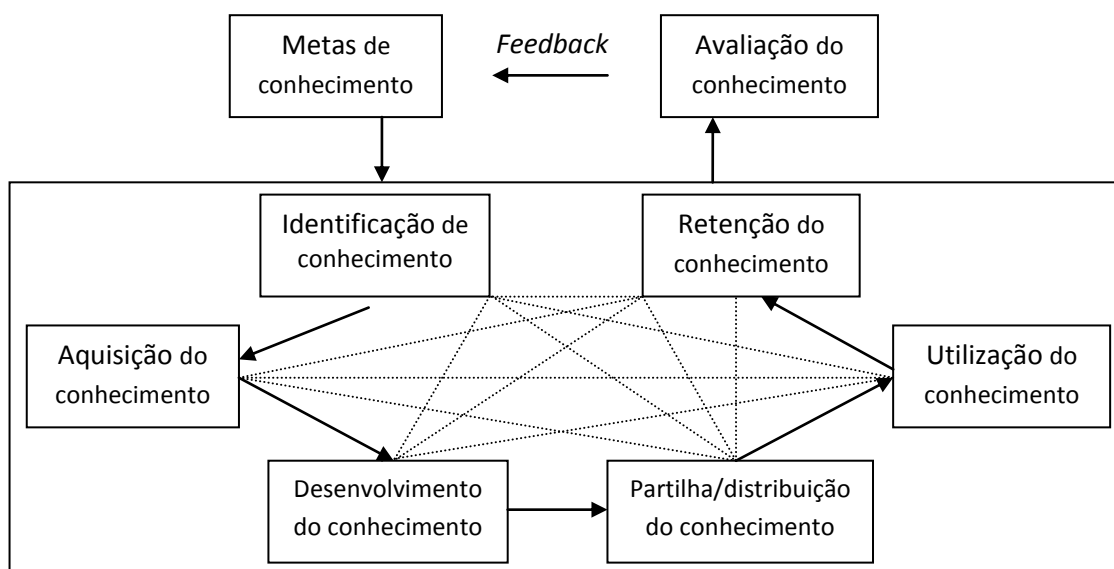 Metas de
conhecimento
Feedback
Avaliação do
conhecimento
Identificação de
conhecimento
Retenção do
conhecimento
Aquisição do
conhecimento
Utilização do
conhecimento
Desenvolvimento
do conhecimento
Partilha/distribuição
do conhecimento